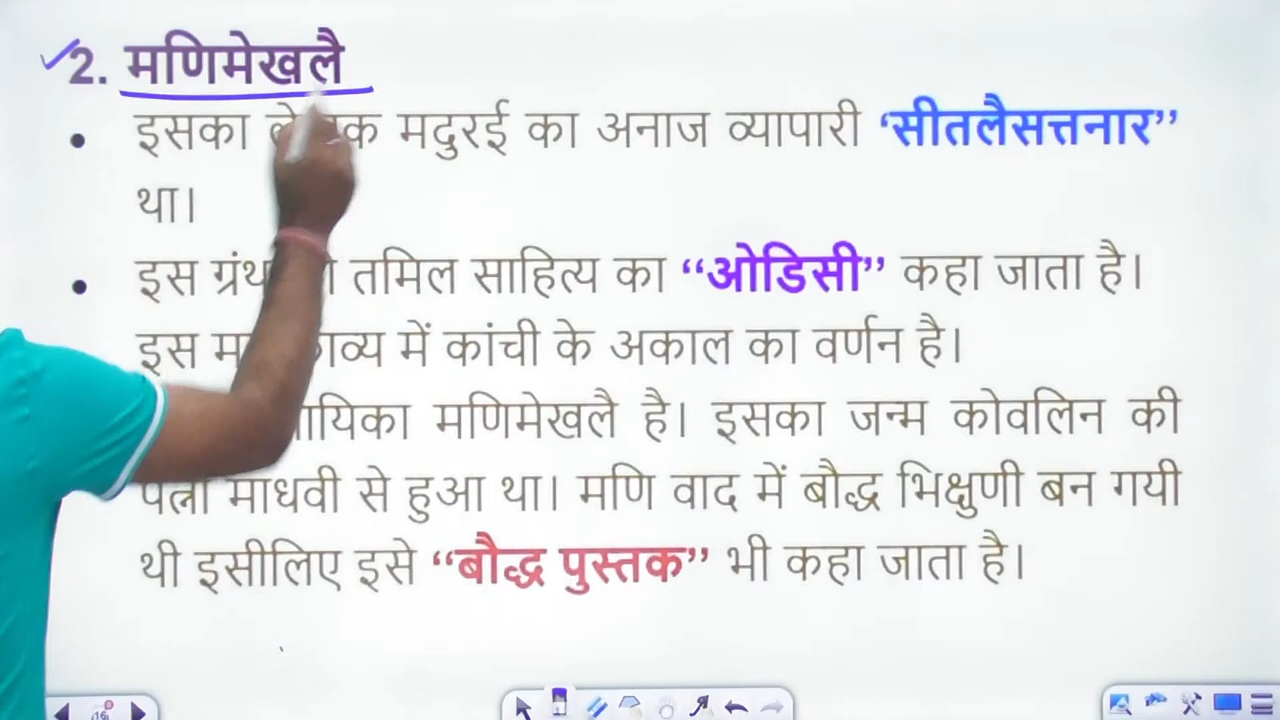 2. मणिमेखलै
• इसका मदुरई का अनाज व्यापारी ‘सीतलैसत्तनार’’
था।
• इस ग्रंथ तमिल साहित्य का ‘‘ओडिसी’’ कहा जाता है।
इस में कांची के अकाल का वर्णन है।
मणिमेखलै है। इसका जन्म कोवलिन की
माधवी से हुआ था। मणि वाद में बौद्ध भिक्षुणी बन गयी
थी इसीलिए इसे ‘‘बौद्ध पुस्तक’’ भी कहा जाता है।
16